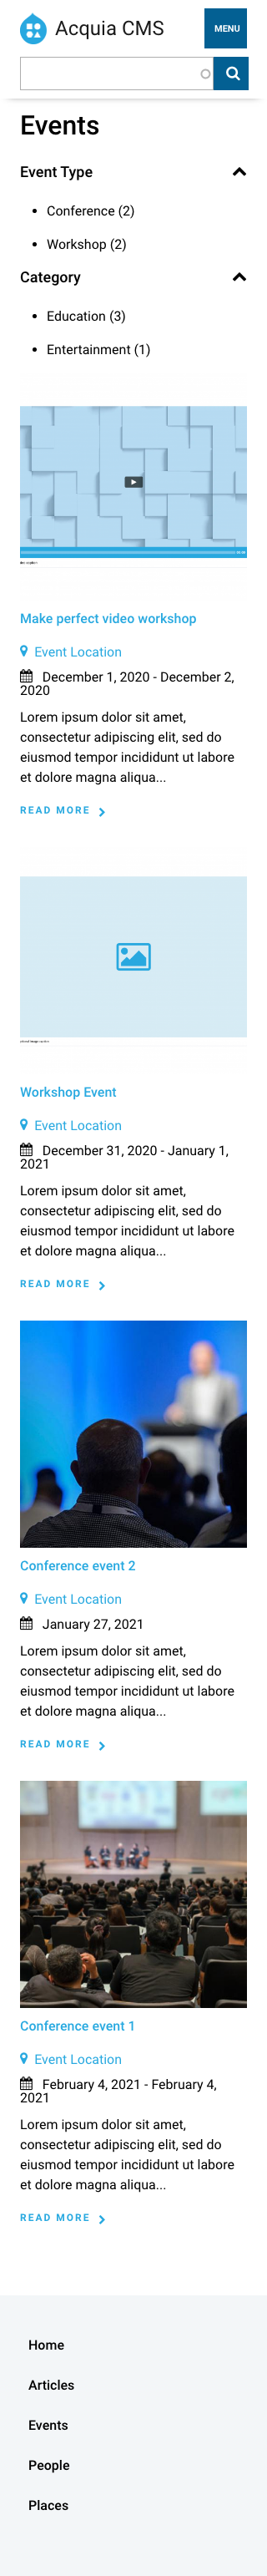 Acquia CMS
MENU
Events
Event Type
Conference (2)
Workshop (2)
Category
Education (3)
Entertainment (1)
Make perfect video workshop
Event Location
December 1, 2020 - December 2,
2020
Lorem ipsum dolor sit amet,
consectetur adipiscing elit, sed do
eiusmod tempor incididunt ut labore
et dolore magna aliqua...
READ MORE
Workshop Event
Event Location
December 31, 2020 - January 1,
2021
Lorem ipsum dolor sit amet,
consectetur adipiscing elit, sed do
eiusmod tempor incididunt ut labore
et dolore magna aliqua...
READ MORE
Conference event 2
Event Location
January 27, 2021
Lorem ipsum dolor sit amet,
consectetur adipiscing elit, sed do
eiusmod tempor incididunt ut labore
et dolore magna aliqua...
READ MORE
Conference event 1
Event Location
February 4, 2021 - February 4,
2021
Lorem ipsum dolor sit amet,
consectetur adipiscing elit, sed do
eiusmod tempor incididunt ut labore
et dolore magna aliqua...
READ MORE
Home
Articles
Events
People
Places